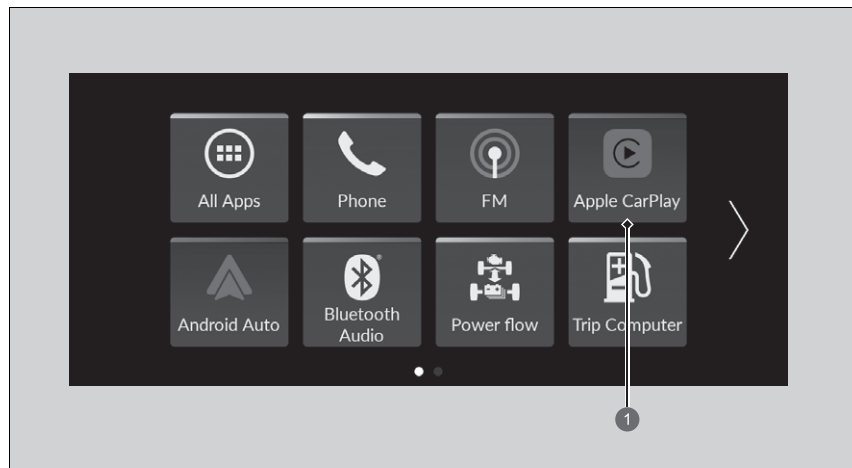 All Apps
Phone
FM
Apple CarPlay
Android Auto
Bluetooth
Audio
Power flow
Trip Computer
1